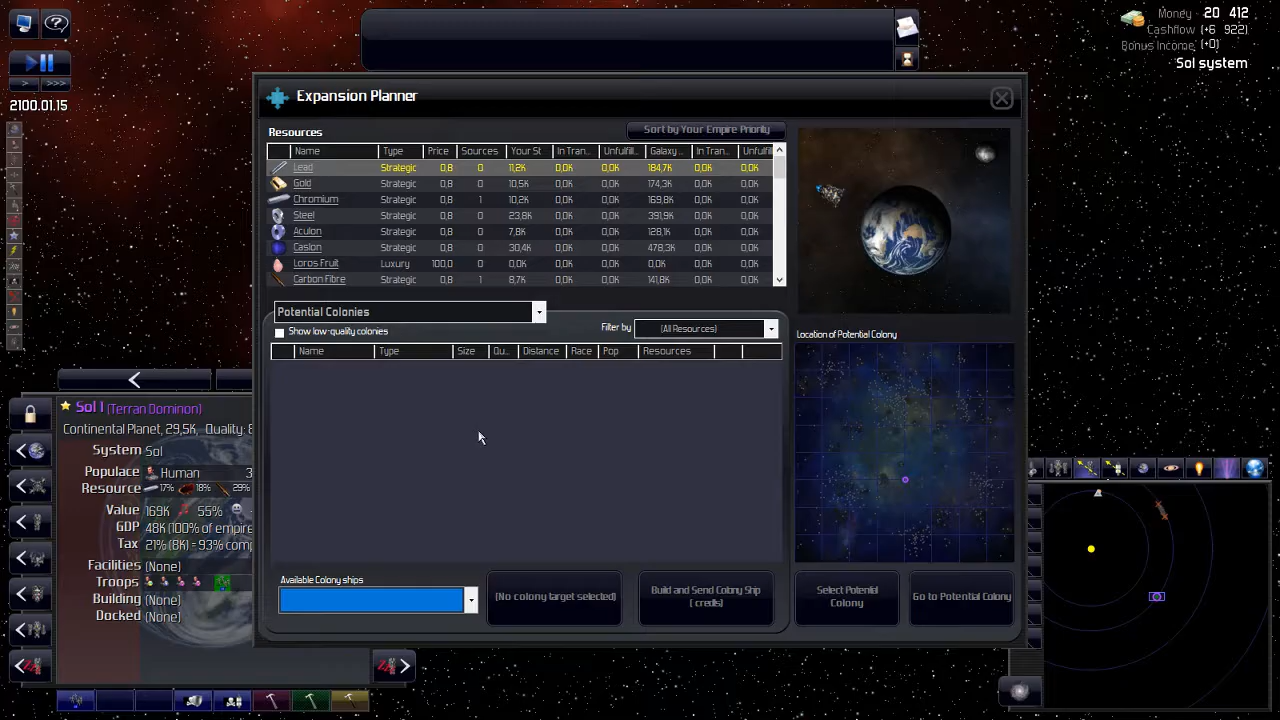 Money 20 412
Cashflow (+6 922)
Bonus Income (+0)
Sol system
2100.01.15
Expansion Planner
Resources
Sort by Your Empire Priority
Name Type Price Sources Your St In Tran... Unfulfill... Galaxy... In Tran... Unfulfil
Lead Strategic 0,8 0 11,2K 0,0K 0,0K 184,7K 0,0K 0,0K
Gold Strategic 0,8 0 10,5K 0,0K 0,0K 174,3K 0,0K 0,0K
Chromium Strategic 0,8 1 10,2K 0,0K 0,0K 169,8K 0,0K 0,0K
Steel Strategic 0,8 0 23,8K 0,0K 0,0K 391,9K 0,0K 0,0K
Aculon Strategic 0,8 0 7,8K 0,0K 0,0K 128,1K 0,0K 0,0K
Caslon Strategic 0,8 0 30,4K 0,0K 0,0K 478,3K 0,0K 0,0K
Loros Fruit Luxury 100,0 0 0,0K 0,0K 0,0K 0,0K 0,0K 0,0K
Carbon Fibre Strategic 0,8 1 8,7K 0,0K 0,0K 141,8K 0,0K 0,0K
Potential Colonies
Show low-quality colonies
Filter by (All Resources)
Location of Potential Colony
Name Type Size Qu... Distance Race Pop Resources
Available Colony ships
(No colony target selected)
Build and Send Colony Ship
( credits)
Select Potential
Colony
Go to Potential Colony
Sol 1 (Terran Dominon)
Continental Planet, 29,5K, Quality:
System Sol
Populace Human 3
Resource 17% 18% 29%
Value 169K 55%
GDP 48K (100% of empire
Tax 21% (8K) - 93% com
Facilities (None)
Troops
Building (None)
Docked (None)